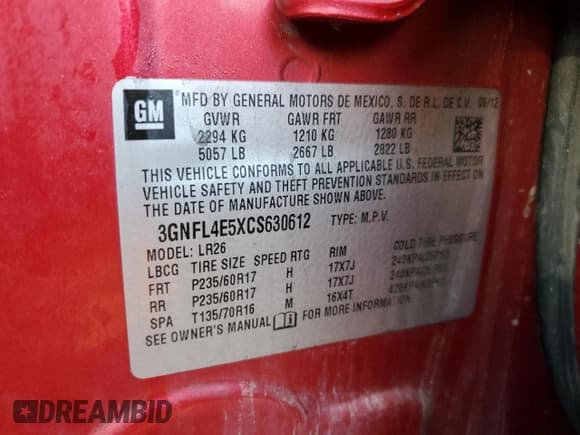 GM
MFD BY GENERAL MOTORS DE MEXICO, S. DE R.L. DE C.V. 06/12
GVWR GAWR FRT GAWR RR
2294 KG 1210 KG 1280 KG
5057 LB 2667 LB 2822 LB
THIS VEHICLE CONFORMS TO ALL APPLICABLE U.S. FEDERAL MOTOR
VEHICLE SAFETY AND THEFT PREVENTION STANDARDS IN EFFECT ON
THE DATE OF MANUFACTURE SHOWN ABOVE.
3GNFL4E5XCS630612 TYPE: M.P.V.
MODEL: LR26
LBCG TIRE SIZE SPEED RTG RIM COLD TIRE PRESSURE
FRT P235/60R17 H 17X7J
RR P235/60R17 H 17X7J
SPA T135/70R16 M 16X4T
SEE OWNER'S MANUAL FOR MORE INFORMATION.
DREAMBID